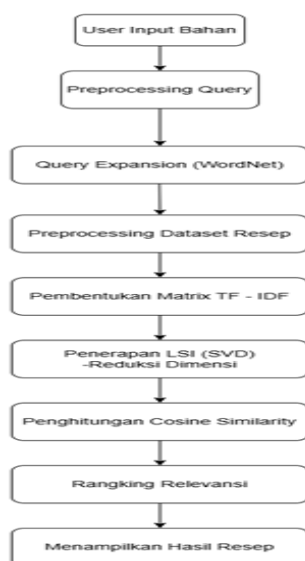 User Input Bahan
Preprocessing Query
Query Expansion (WordNet)
Preprocessing Dataset Resep
Pembentukan Matrix TF - IDF
Penerapan LSI (SVD)
-Reduksi Dimensi
Penghitungan Cosine Similarity
Rangking Relevansi
Menampilkan Hasil Resep